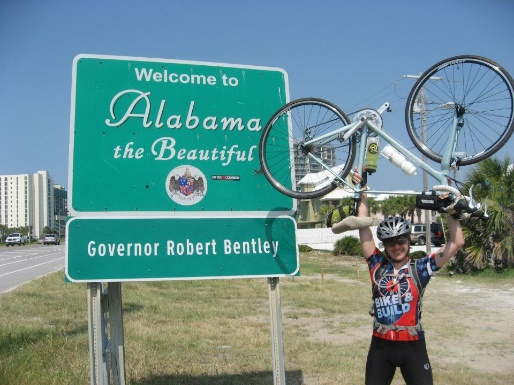 Welcome to
Alabama
the Beautiful
Governor Robert Bentley
BIKE &
BUILD